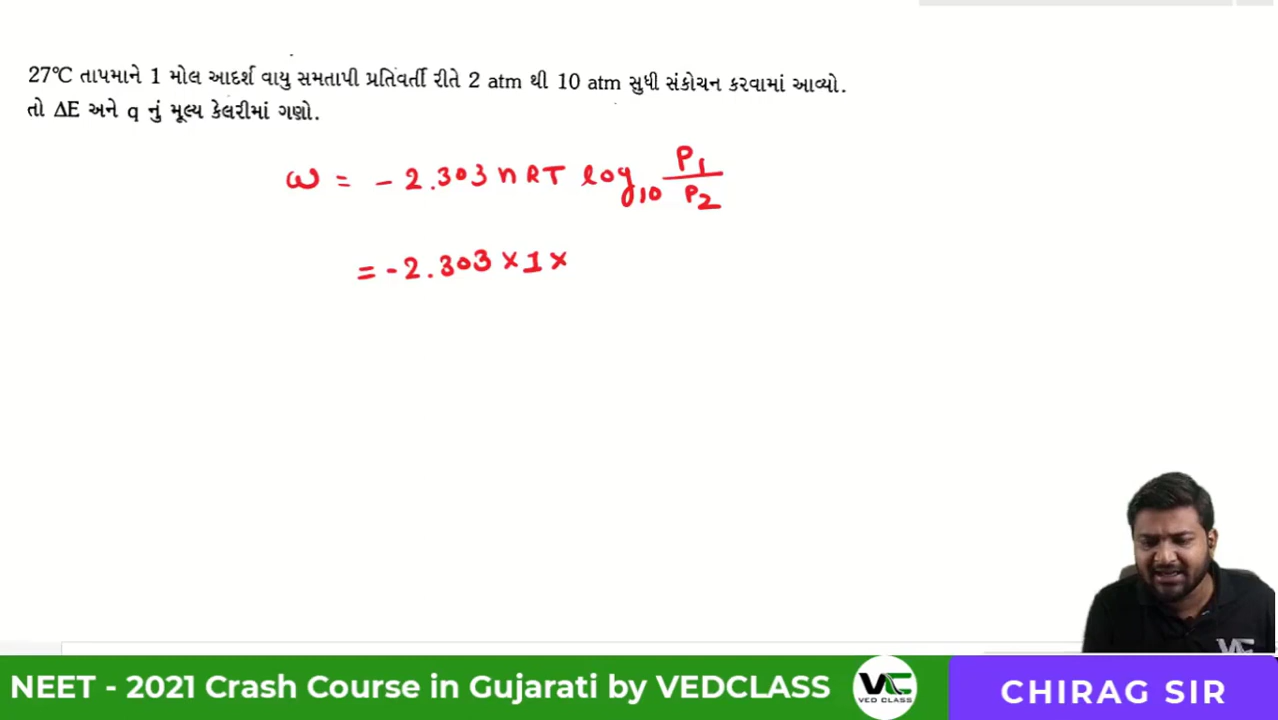 27°C તાપમાને 1 મોલ આદર્શ વાયુ સમતાપી પ્રતિવર્તી રીતે 2 atm થી 10 atm સુધી સંકોચન કરવામાં આવ્યો.
તો ΔE અને q નું મૂલ્ય કેલરીમાં ગણો.
ω = - 2.303 n R T log₁₀ P₁/P₂
= -2.303 × 1 ×
VC
NEET - 2021 Crash Course in Gujarati by VEDCLASS
VC
VED CLASS
CHIRAG SIR